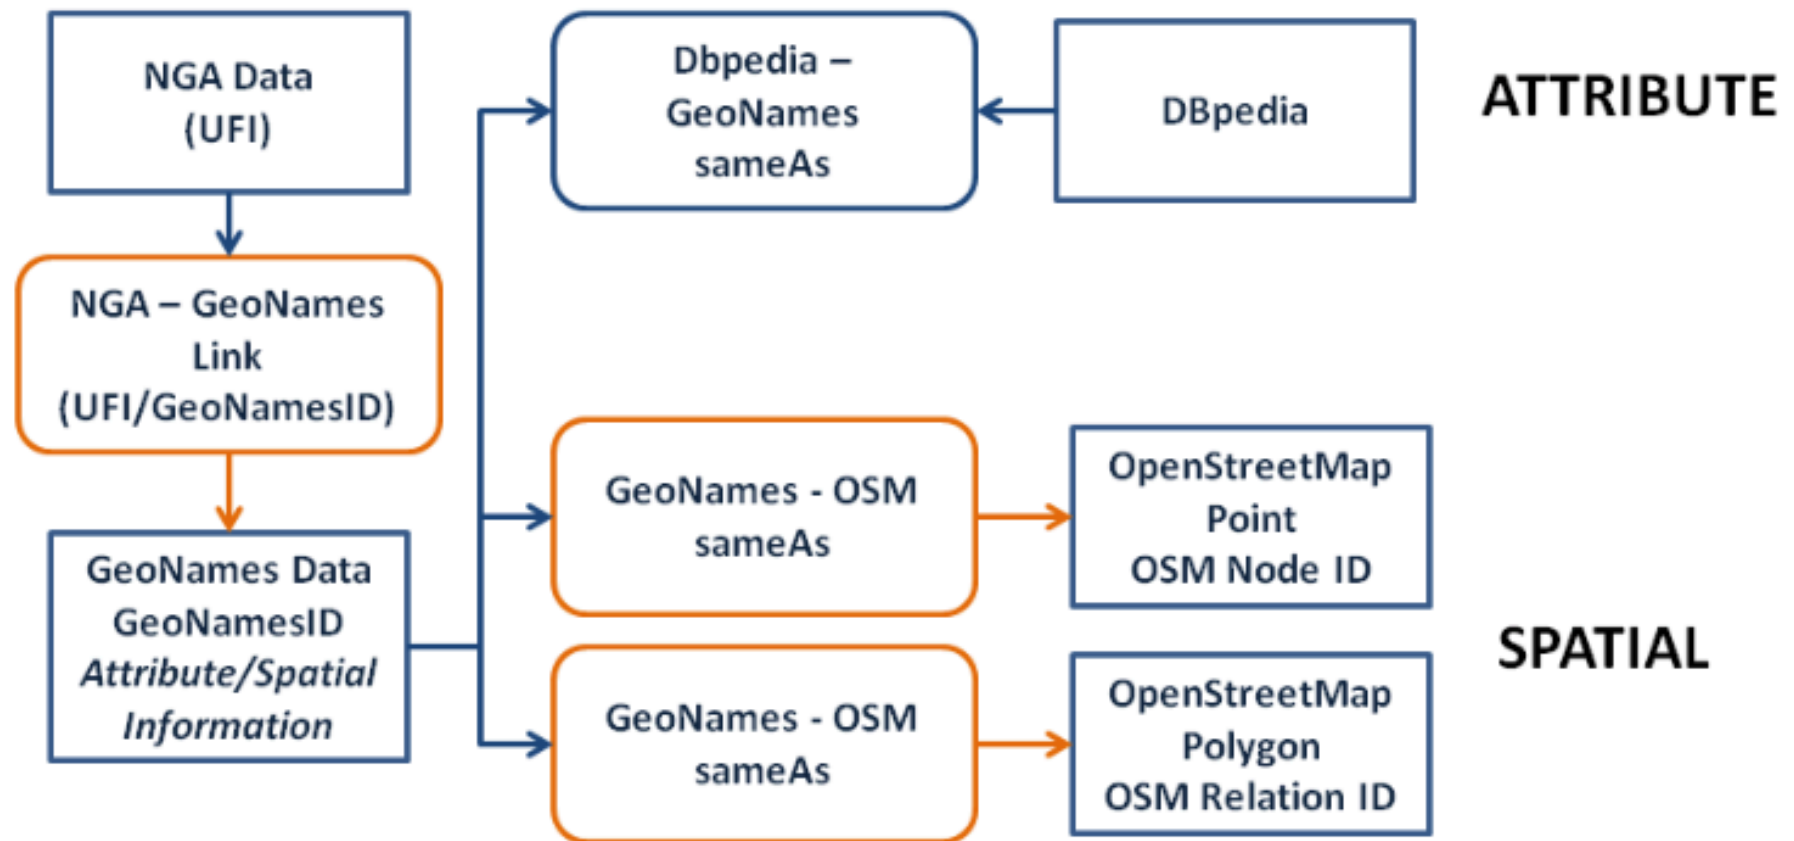 NGA Data
(UFI)
NGA – GeoNames
Link
(UFI/GeoNamesID)
GeoNames Data
GeoNamesID
Attribute/Spatial
Information
Dbpedia –
GeoNames
sameAs
DBpedia
ATTRIBUTE
GeoNames - OSM
sameAs
OpenStreetMap
Point
OSM Node ID
GeoNames - OSM
sameAs
OpenStreetMap
Polygon
OSM Relation ID
SPATIAL